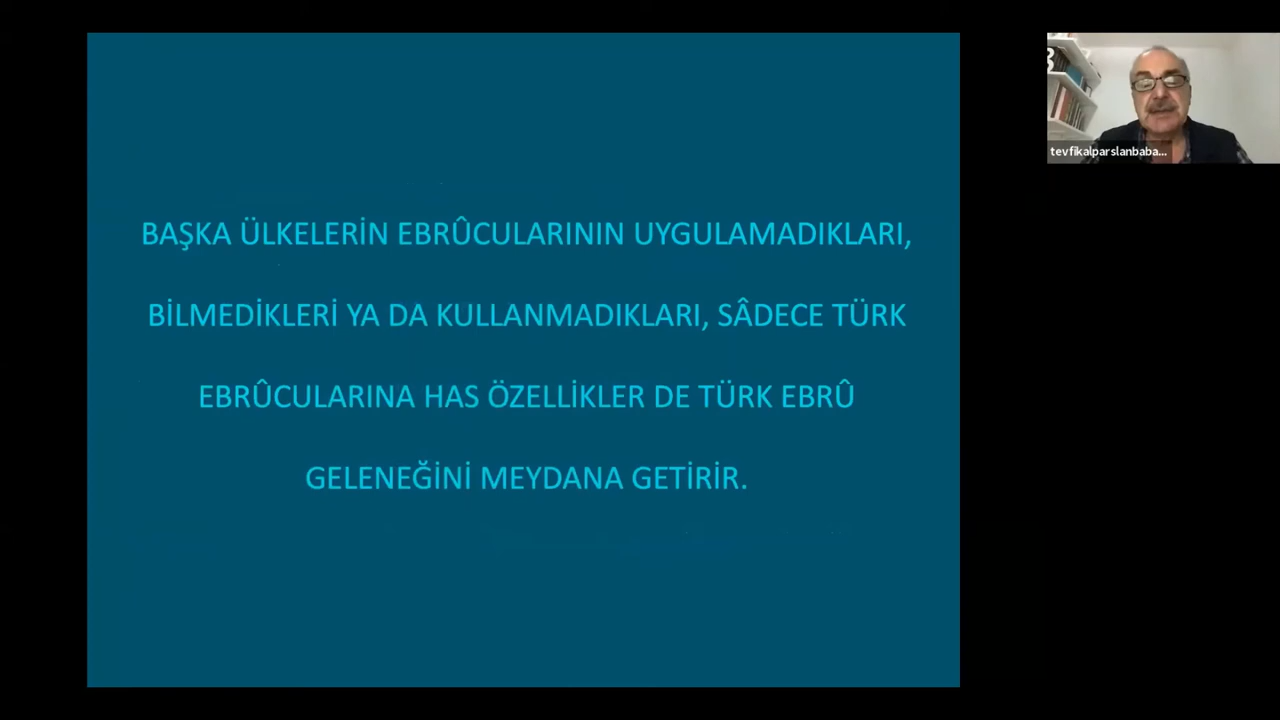 BAŞKA ÜLKELERİN EBRÛCULARININ UYGULAMADIKLARI,
BİLMEDİKLERİ YA DA KULLANMADIKLARI, SÂDECE TÜRK
EBRÛCULARINA HAS ÖZELLİKLER DE TÜRK EBRÛ
GELENEĞİNİ MEYDANA GETİRİR.
tevfikalparslanbaba...